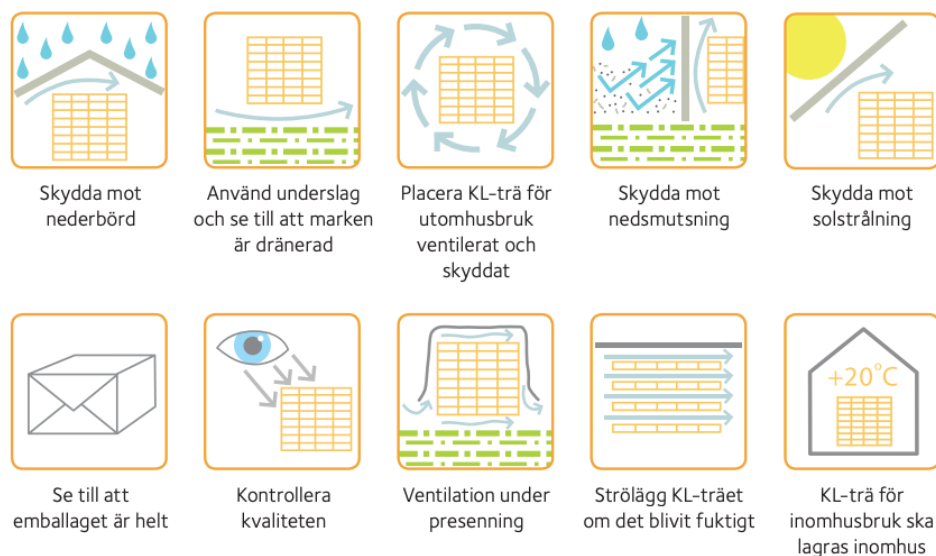 Skydda mot
nederbörd
Använd underslag
och se till att marken
är dränerad
Placera KL-trä för
utomhusbruk
ventilerat och
skyddat
Skydda mot
nedsmutsning
Skydda mot
solstrålning
+20°C
Se till att
emballaget är helt
Kontrollera
kvaliteten
Ventilation under
presenning
Strölägg KL-träet
om det blivit fuktigt
KL-trä för
inomhusbruk ska
lagras inomhus